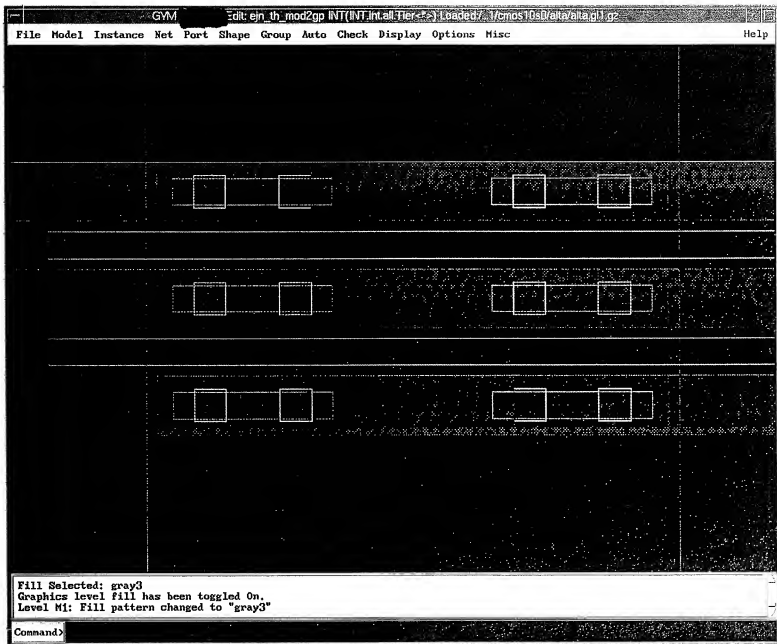 GYM Edit: ejn_th_mod2gp INT(INT.int.all.Tier<*>) Loaded:/..1/cmos10s0/alta/alta.gl1.gz
File Model Instance Net Port Shape Group Auto Check Display Options Misc Help
Fill Selected: gray3
Graphics level fill has been toggled On.
Level M1: Fill pattern changed to "gray3"
Command>